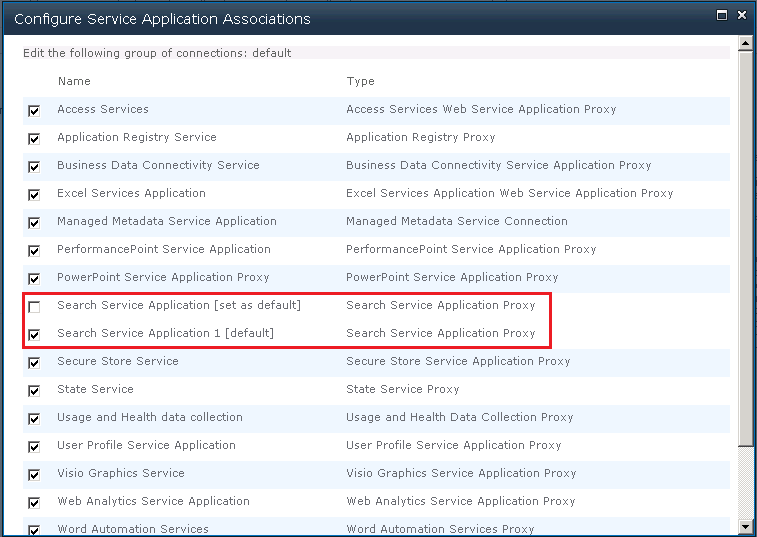 Configure Service Application Associations
Edit the following group of connections: default
Name Type
Access Services Access Services Web Service Application Proxy
Application Registry Service Application Registry Proxy
Business Data Connectivity Service Business Data Connectivity Service Application Proxy
Excel Services Application Excel Services Application Web Service Application Proxy
Managed Metadata Service Application Managed Metadata Service Connection
PerformancePoint Service Application PerformancePoint Service Application Proxy
PowerPoint Service Application Proxy PowerPoint Service Application Proxy
Search Service Application [set as default] Search Service Application Proxy
Search Service Application 1 [default] Search Service Application Proxy
Secure Store Service Secure Store Service Application Proxy
State Service State Service Proxy
Usage and Health data collection Usage and Health Data Collection Proxy
User Profile Service Application User Profile Service Application Proxy
Visio Graphics Service Visio Graphics Service Application Proxy
Web Analytics Service Application Web Analytics Service Application Proxy
Word Automation Services Word Automation Services Proxy